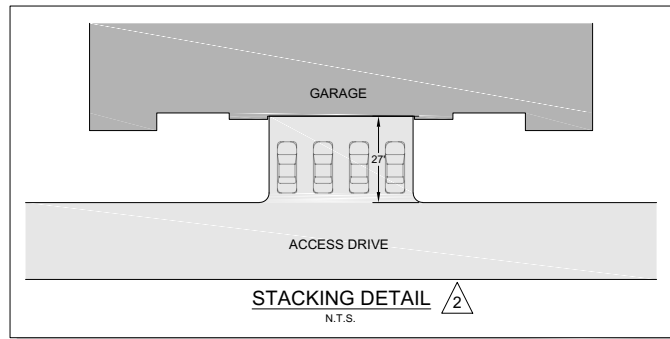 GARAGE
27'
ACCESS DRIVE
STACKING DETAIL 2
N.T.S.